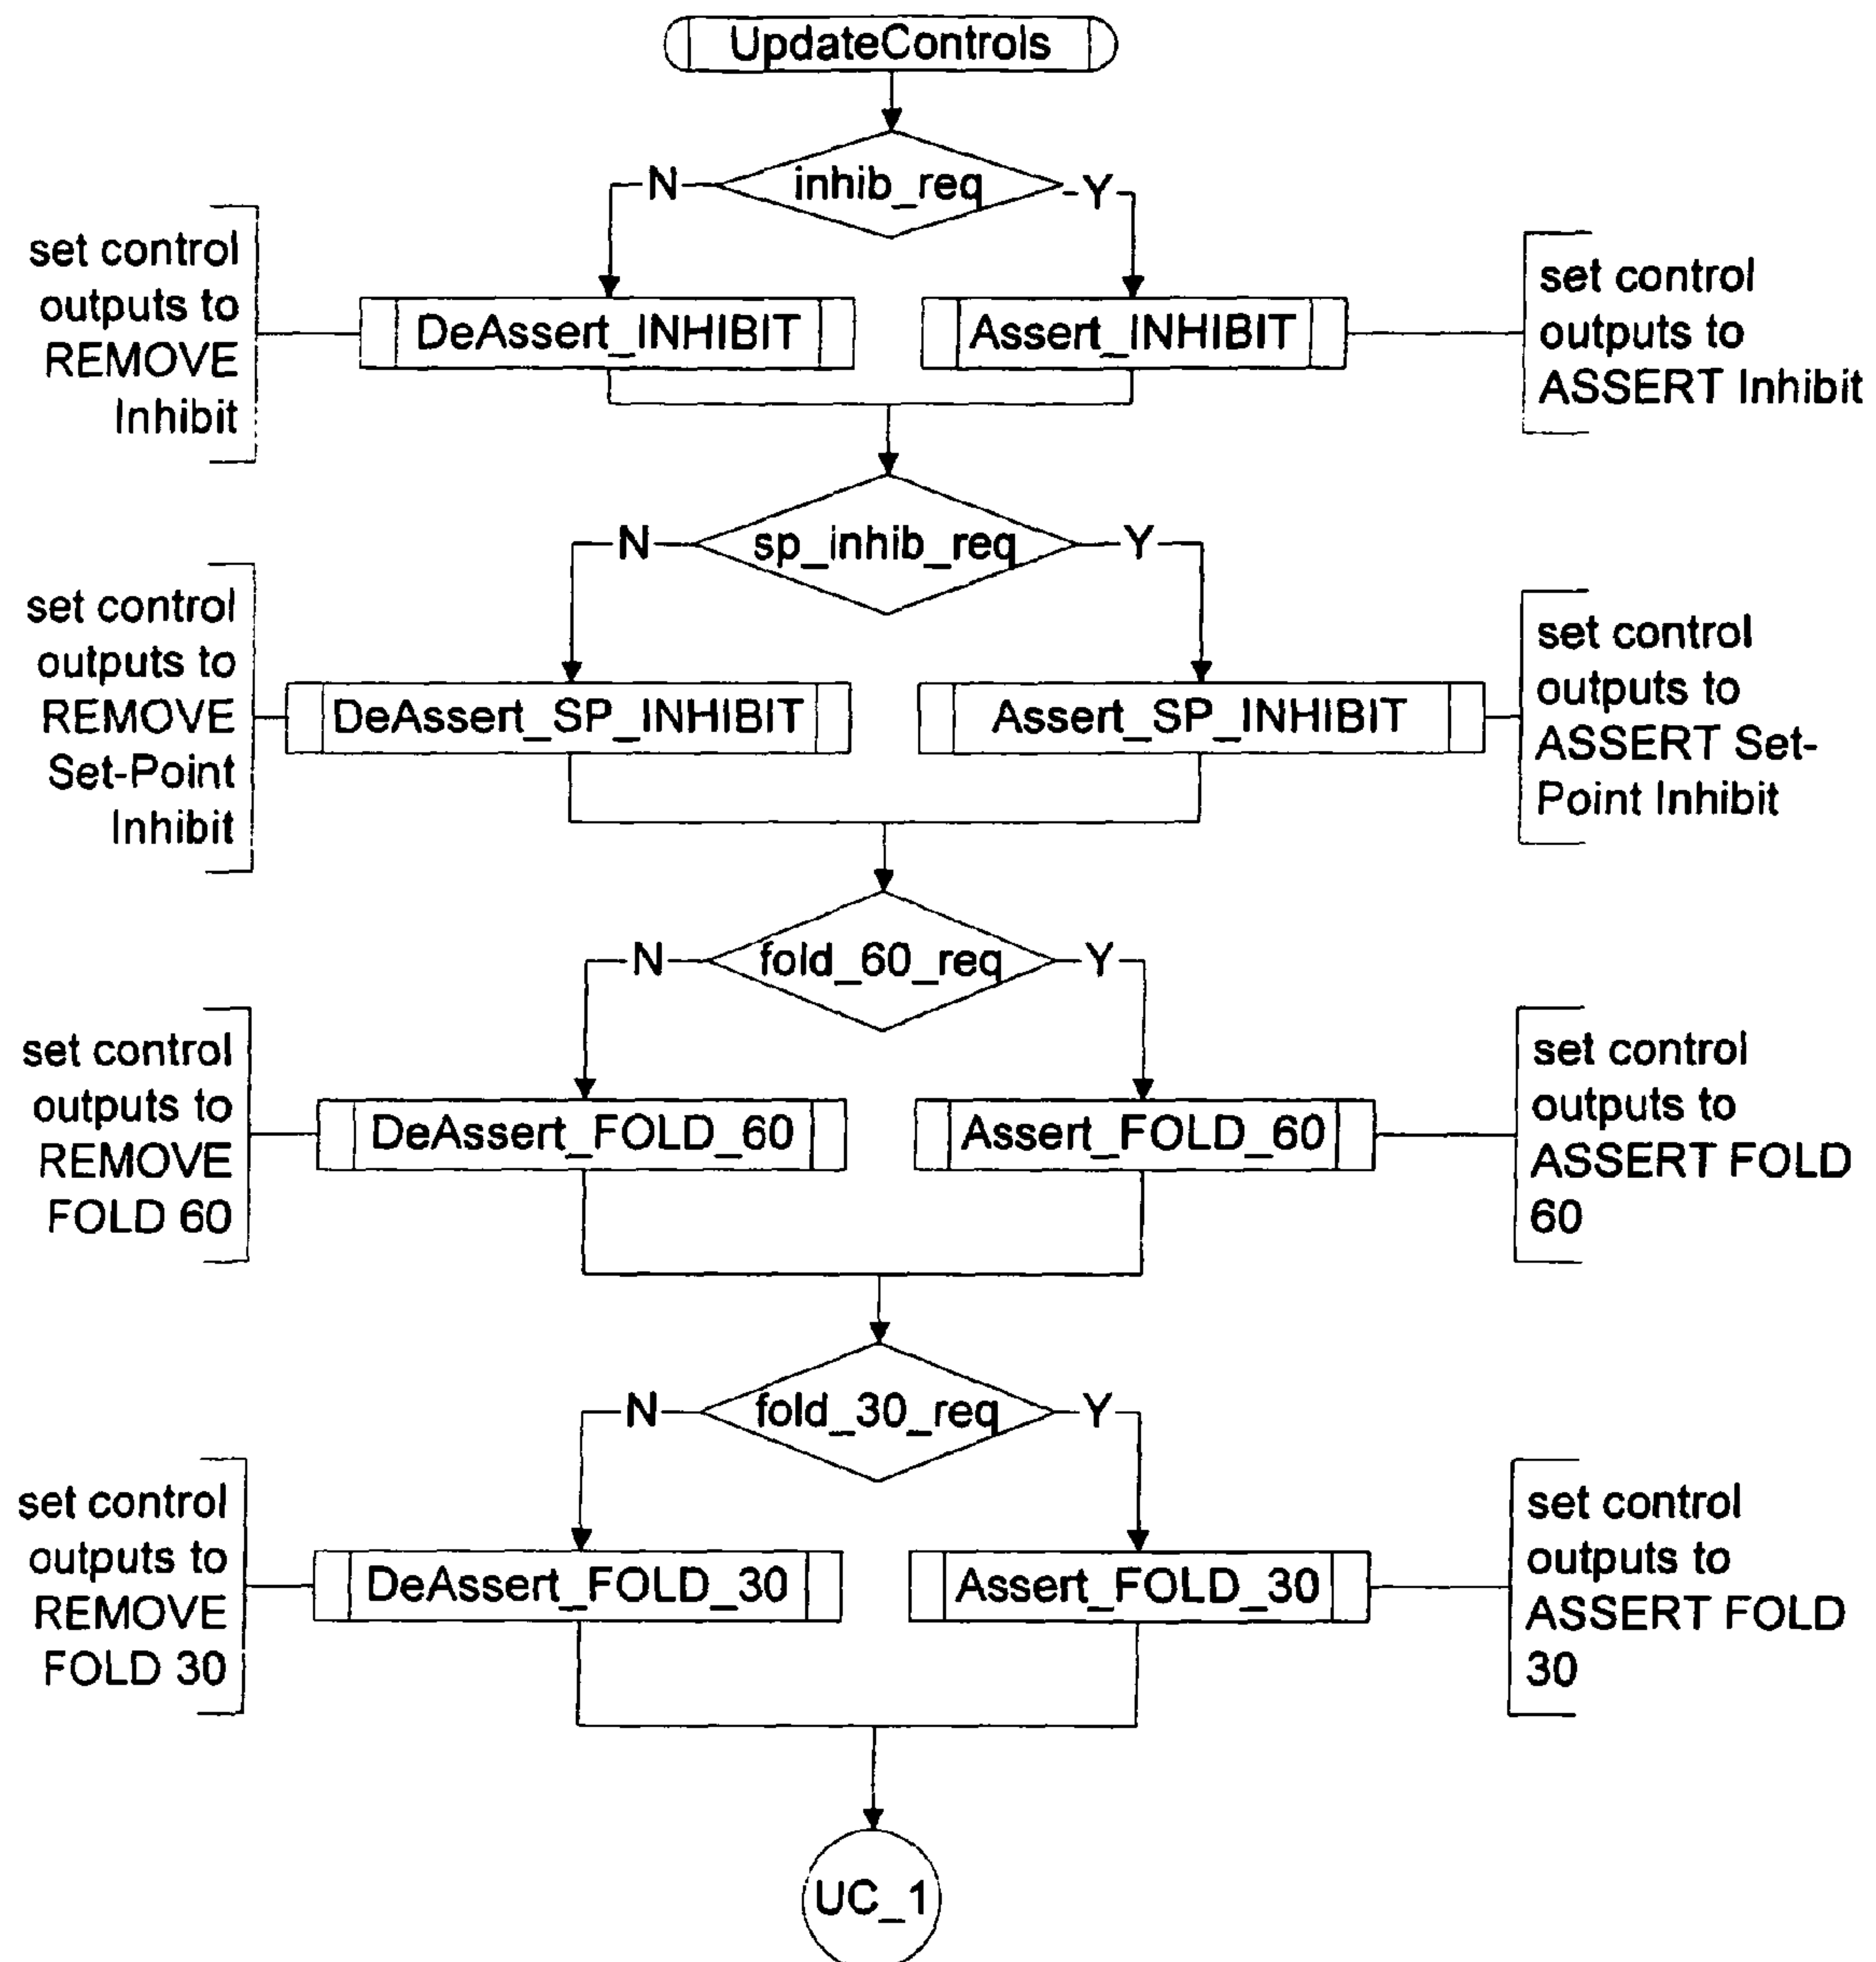 UpdateControls
N
inhib_req
Y
set control
outputs to
REMOVE
Inhibit
DeAssert_INHIBIT
Assert_INHIBIT
set control
outputs to
ASSERT Inhibit
N
sp_inhib_req
Y
set control
outputs to
REMOVE
Set-Point
Inhibit
DeAssert_SP_INHIBIT
Assert_SP_INHIBIT
set control
outputs to
ASSERT Set-
Point Inhibit
N
fold_60_req
Y
set control
outputs to
REMOVE
FOLD 60
DeAssert_FOLD_60
Assert_FOLD_60
set control
outputs to
ASSERT FOLD
60
N
fold_30_req
Y
set control
outputs to
REMOVE
FOLD 30
DeAssert_FOLD_30
Assert_FOLD_30
set control
outputs to
ASSERT FOLD
30
UC_1